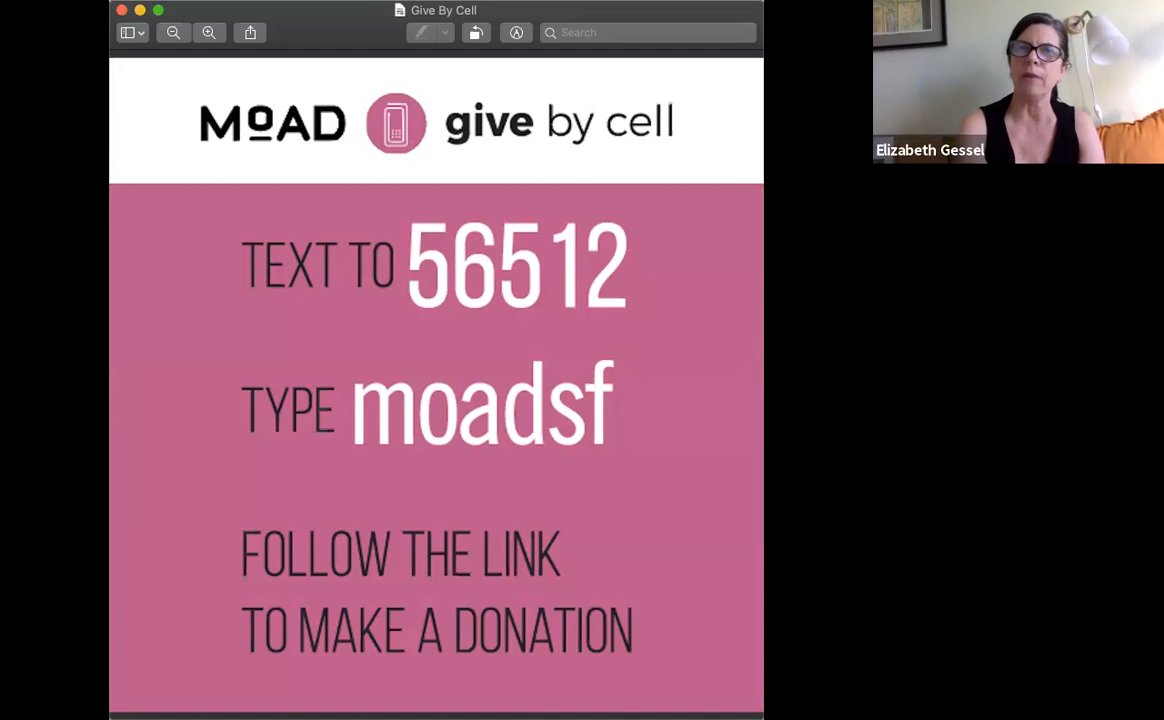 Give By Cell
Search
MOAD give by cell
TEXT TO 56512
TYPE moadsf
FOLLOW THE LINK
TO MAKE A DONATION
Elizabeth Gessel